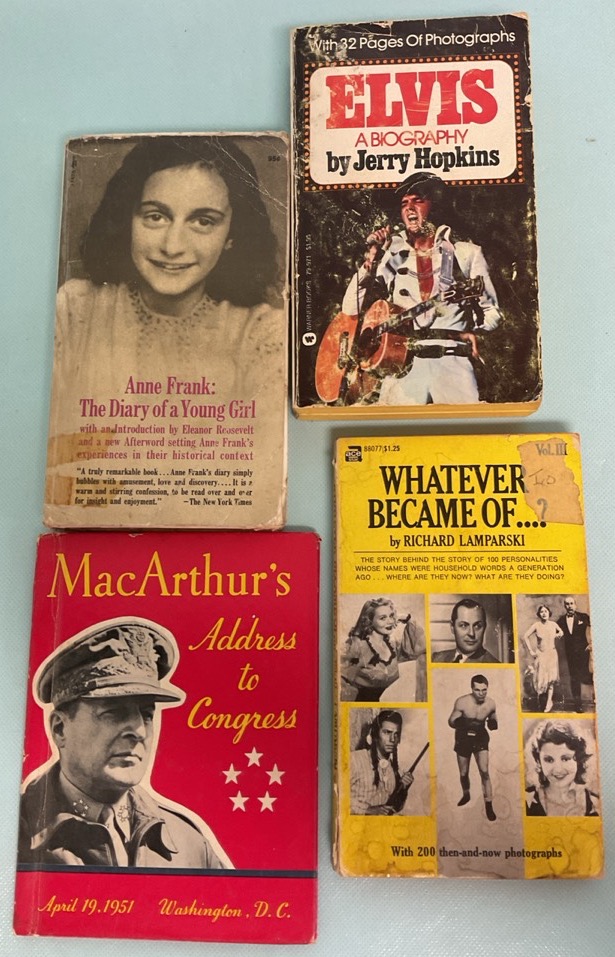 With 32 Pages Of Photographs
ELVIS
A BIOGRAPHY
by Jerry Hopkins
WARNER BOOKS
$1.95
95¢
Anne Frank:
The Diary of a Young Girl
with an Introduction by Eleanor Roosevelt
and a new Afterword setting Anne Frank's
experiences in their historical context
"A truly remarkable book...Anne Frank's diary simply
bubbles with amusement, love and discovery....It is a
warm and stirring confession, to be read over and over
for insight and enjoyment." —The New York Times
ace
88077 $1.25
Vol. III
WHATEVER
BECAME OF....?
by RICHARD LAMPARSKI
THE STORY BEHIND THE STORY OF 100 PERSONALITIES
WHOSE NAMES WERE HOUSEHOLD WORDS A GENERATION
AGO . . . WHERE ARE THEY NOW? WHAT ARE THEY DOING?
With 200 then-and-now photographs
MacArthur's
Address
to
Congress
April 19, 1951 Washington, D. C.